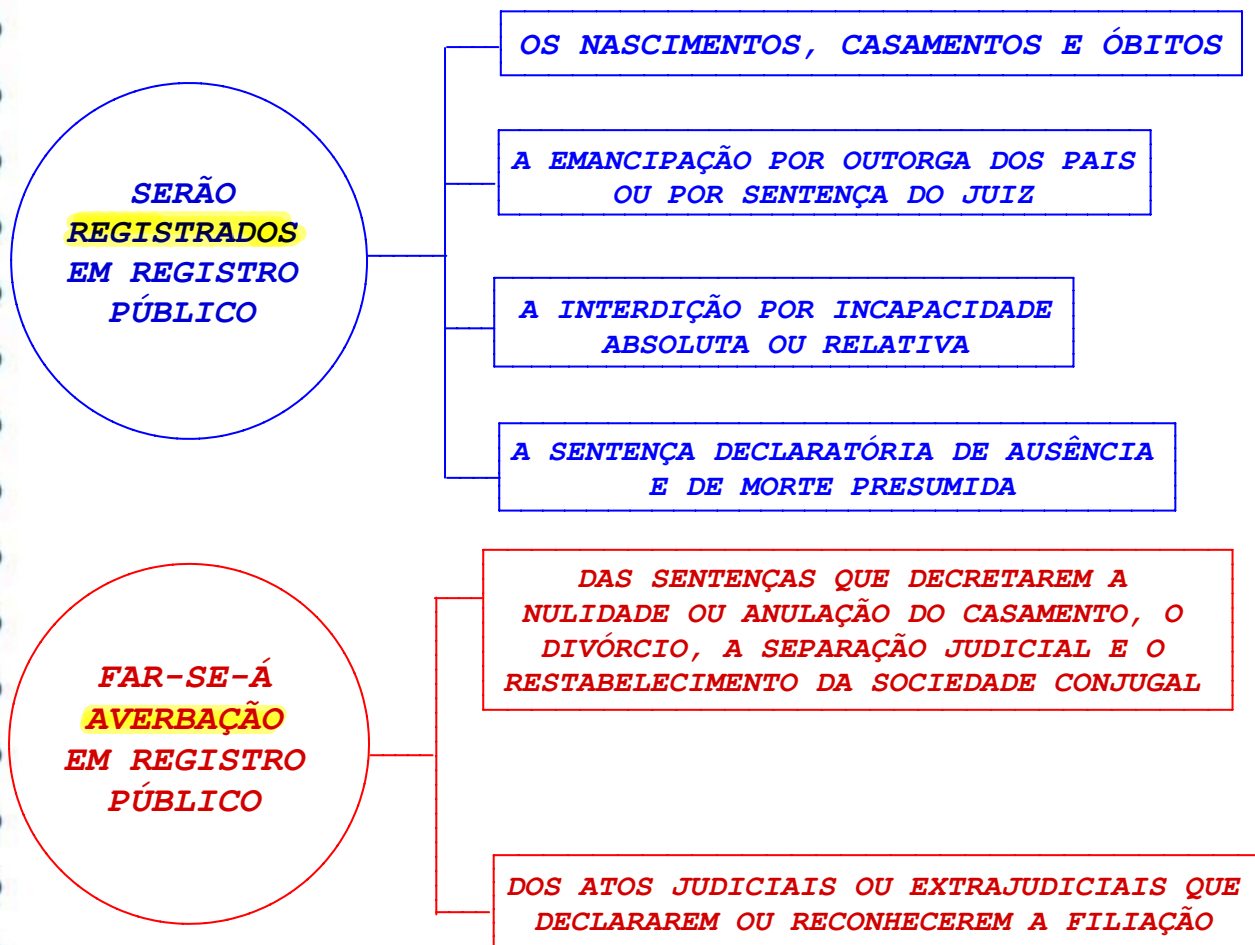 SERÃO
REGISTRADOS
EM REGISTRO
PÚBLICO
OS NASCIMENTOS, CASAMENTOS E ÓBITOS
A EMANCIPAÇÃO POR OUTORGA DOS PAIS
OU POR SENTENÇA DO JUIZ
A INTERDIÇÃO POR INCAPACIDADE
ABSOLUTA OU RELATIVA
A SENTENÇA DECLARATÓRIA DE AUSÊNCIA
E DE MORTE PRESUMIDA
FAR-SE-Á
AVERBAÇÃO
EM REGISTRO
PÚBLICO
DAS SENTENÇAS QUE DECRETAREM A
NULIDADE OU ANULAÇÃO DO CASAMENTO, O
DIVÓRCIO, A SEPARAÇÃO JUDICIAL E O
RESTABELECIMENTO DA SOCIEDADE CONJUGAL
DOS ATOS JUDICIAIS OU EXTRAJUDICIAIS QUE
DECLARAREM OU RECONHECEREM A FILIAÇÃO